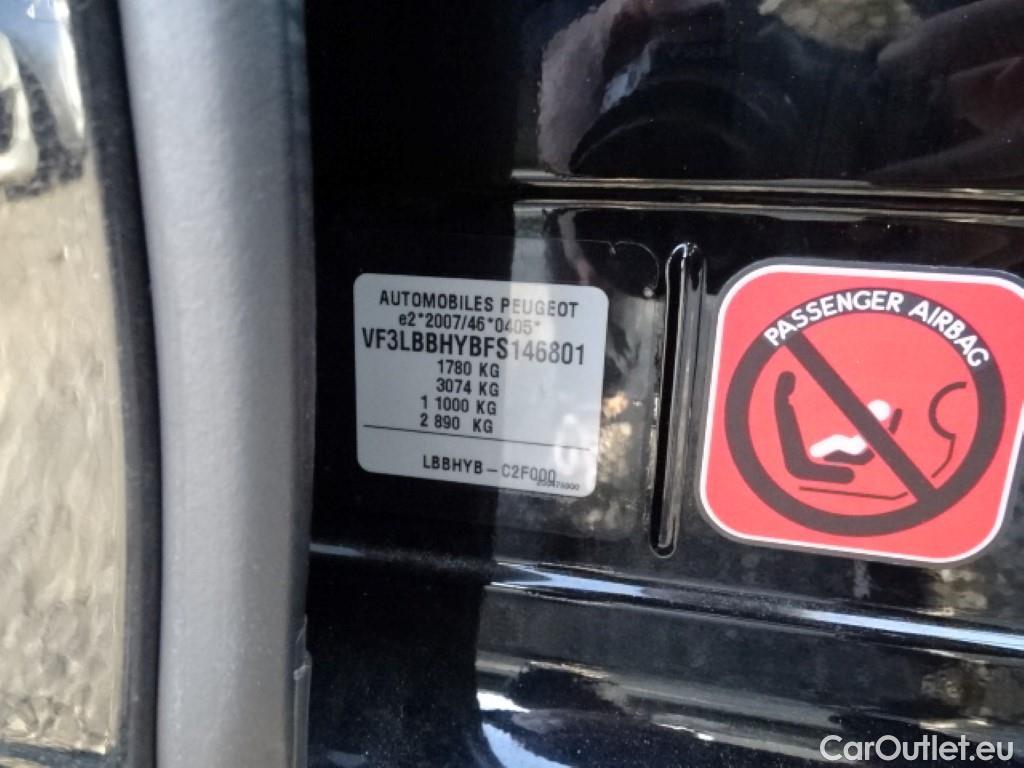 AUTOMOBILES PEUGEOT
e2*2007/46*0405*
VF3LBBHYBFS146801
1780 KG
3074 KG
1 1000 KG
2 890 KG
LBBHYB-C2F000
PASSENGER AIRBAG
CarOutlet.eu